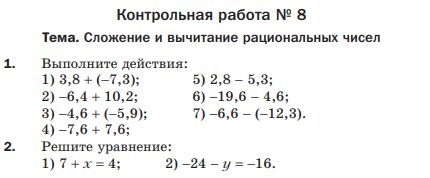 Контрольная работа № 8
Тема. Сложение и вычитание рациональных чисел
1. Выполните действия:
1) 3,8 + (–7,3); 5) 2,8 – 5,3;
2) –6,4 + 10,2; 6) –19,6 – 4,6;
3) –4,6 + (–5,9); 7) –6,6 – (–12,3).
4) –7,6 + 7,6;
2. Решите уравнение:
1) 7 + x = 4; 2) –24 – y = –16.